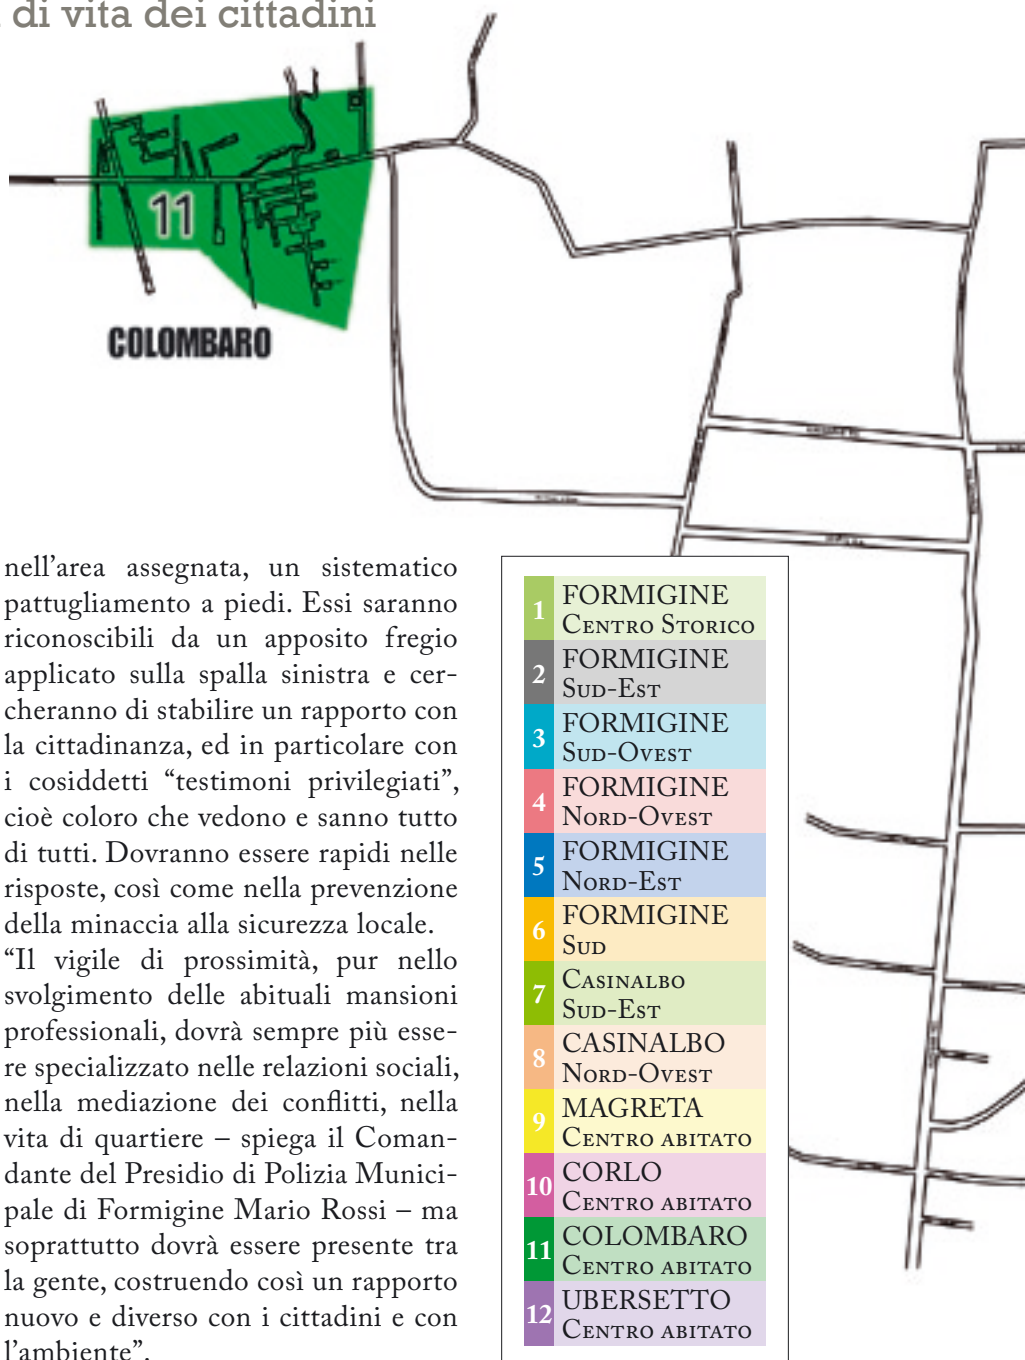 di vita dei cittadini
11
COLOMBARO
nell'area assegnata, un sistematico
pattugliamento a piedi. Essi saranno
riconoscibili da un apposito fregio
applicato sulla spalla sinistra e cer-
cheranno di stabilire un rapporto con
la cittadinanza, ed in particolare con
i cosiddetti “testimoni privilegiati”,
cioè coloro che vedono e sanno tutto
di tutti. Dovranno essere rapidi nelle
risposte, così come nella prevenzione
della minaccia alla sicurezza locale.
“Il vigile di prossimità, pur nello
svolgimento delle abituali mansioni
professionali, dovrà sempre più esse-
re specializzato nelle relazioni sociali,
nella mediazione dei conflitti, nella
vita di quartiere – spiega il Coman-
dante del Presidio di Polizia Munici-
pale di Formigine Mario Rossi – ma
soprattutto dovrà essere presente tra
la gente, costruendo così un rapporto
nuovo e diverso con i cittadini e con
l'ambiente”.
1 FORMIGINE
Centro Storico
2 FORMIGINE
Sud-Est
3 FORMIGINE
Sud-Ovest
4 FORMIGINE
Nord-Ovest
5 FORMIGINE
Nord-Est
6 FORMIGINE
Sud
7 Casinalbo
Sud-Est
8 CASINALBO
Nord-Ovest
9 MAGRETA
Centro abitato
10 CORLO
Centro abitato
11 COLOMBARO
Centro abitato
12 UBERSETTO
Centro abitato